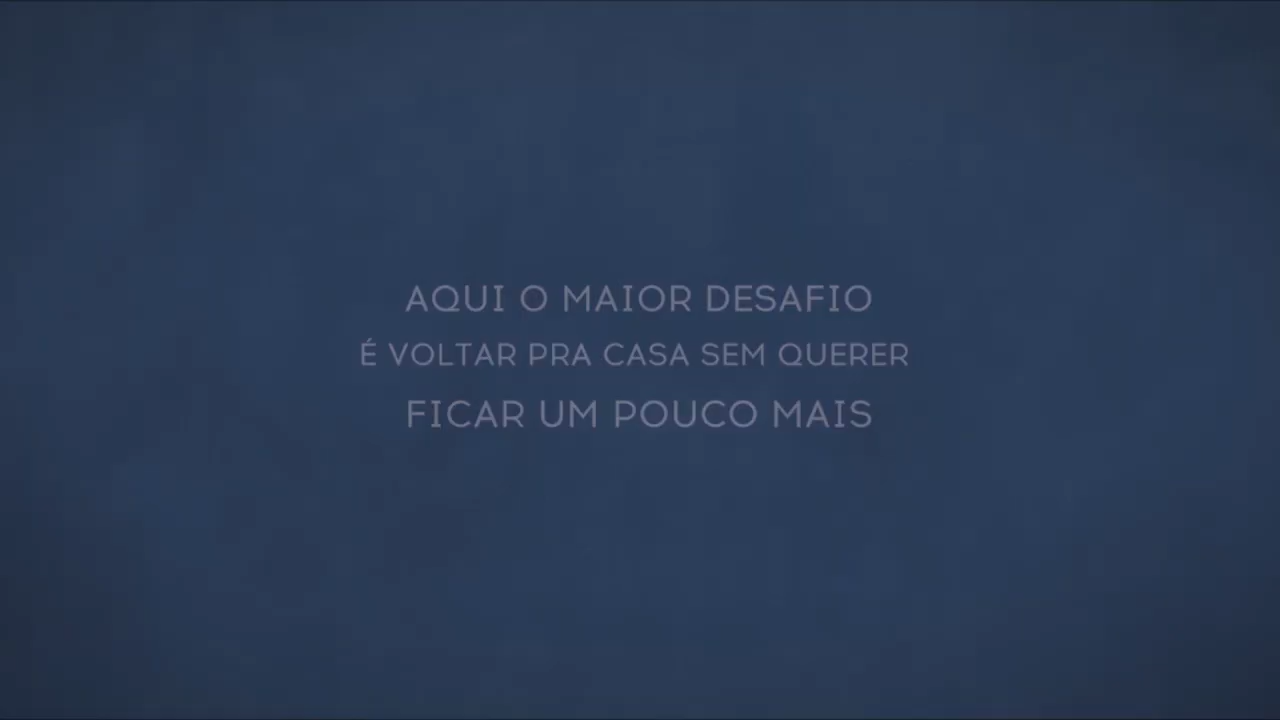 AQUI O MAIOR DESAFIO
É VOLTAR PRA CASA SEM QUERER
FICAR UM POUCO MAIS